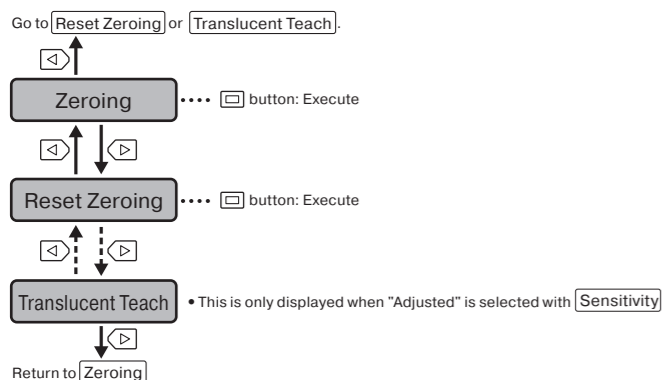 Go to Reset Zeroing or Translucent Teach.
Zeroing •••• button: Execute
Reset Zeroing •••• button: Execute
Translucent Teach • This is only displayed when "Adjusted" is selected with Sensitivity
Return to Zeroing